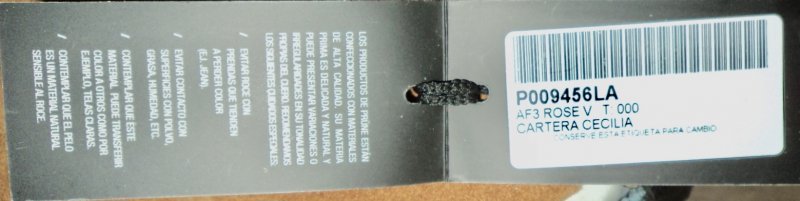 LOS PRODUCTOS DE PRÜNE ESTÁN
CONFECCIONADOS CON MATERIALES
DE ALTA CALIDAD. SU MATERIA
PRIMA ES DELICADA Y NATURAL Y
PUEDE PRESENTAR VARIACIONES O
IRREGULARIDADES EN SU TONALIDAD
PROPIAS DEL CUERO. RECOMENDAMOS
LOS SIGUIENTES CUIDADOS ESPECIALES:
/ EVITAR ROCE CON
PRENDAS QUE TIENDEN
A PERDER COLOR
(EJ. JEAN).
/ EVITAR CONTACTO CON
SUPERFICIES CON POLVO,
GRASA, HUMEDAD, ETC.
/ CONTEMPLAR QUE ESTE
MATERIAL, PUEDE TRANSFERIR
COLOR A OTROS COMO POR
EJEMPLO, TELAS CLARAS.
/ CONTEMPLAR QUE EL PELO
ES UN MATERIAL NATURAL
SENSIBLE AL ROCE.
P009456LA
AF3 ROSE V T 000
CARTERA CECILIA
CONSERVE ESTA ETIQUETA PARA CAMBIO